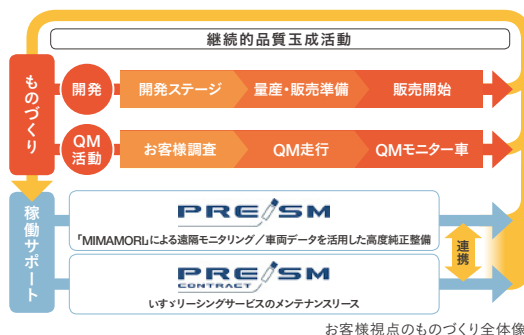 継続的品質玉成活動
ものづくり
開発
開発ステージ
量産・販売準備
販売開始
QM
活動
お客様調査
QM走行
QMモニター車
稼働サポート
PREISM
「MIMAMORI」による遠隔モニタリング／車両データを活用した高度純正整備
連携
PREISM
CONTRACT
いすゞリーシングサービスのメンテナンスリース
お客様視点のものづくり全体像